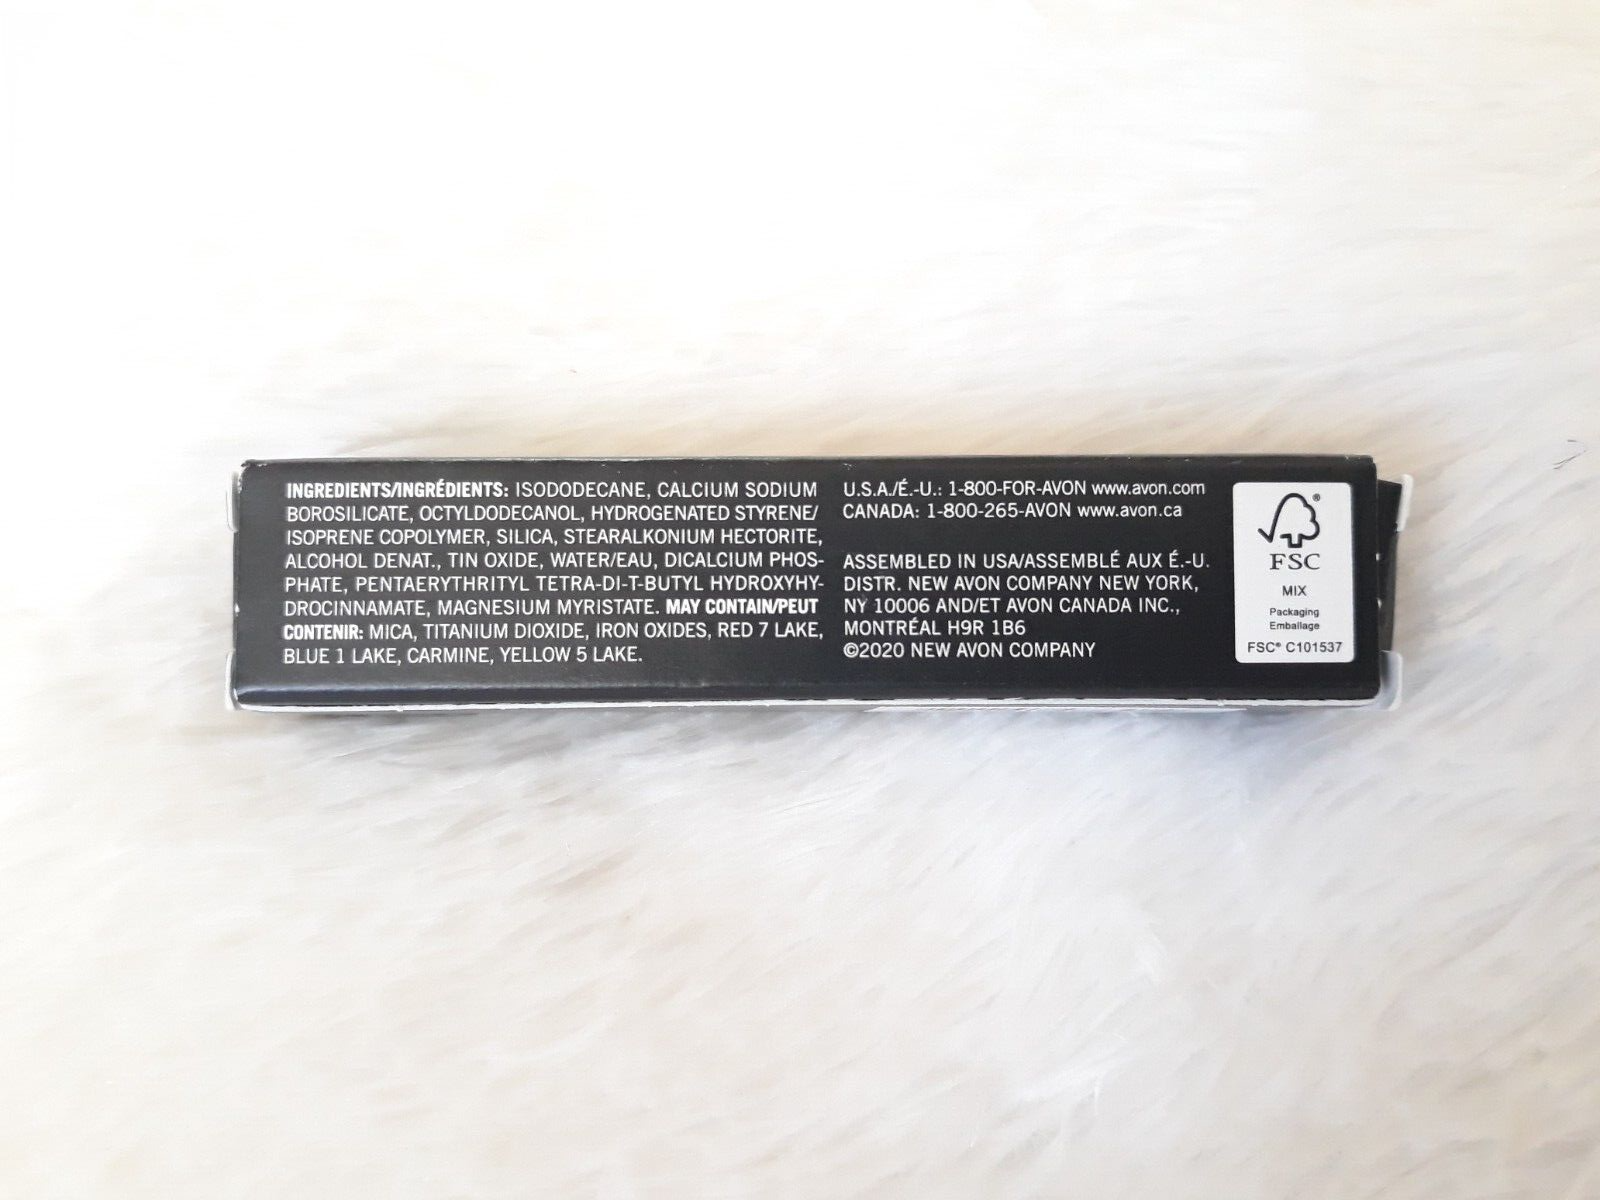 INGREDIENTS/INGRÉDIENTS: ISODODECANE, CALCIUM SODIUM
BOROSILICATE, OCTYLDODECANOL, HYDROGENATED STYRENE/
ISOPRENE COPOLYMER, SILICA, STEARALKONIUM HECTORITE,
ALCOHOL DENAT., TIN OXIDE, WATER/EAU, DICALCIUM PHOS-
PHATE, PENTAERYTHRITYL TETRA-DI-T-BUTYL HYDROXYHY-
DROCINNAMATE, MAGNESIUM MYRISTATE. MAY CONTAIN/PEUT
CONTENIR: MICA, TITANIUM DIOXIDE, IRON OXIDES, RED 7 LAKE,
BLUE 1 LAKE, CARMINE, YELLOW 5 LAKE.
U.S.A./É.-U.: 1-800-FOR-AVON www.avon.com
CANADA: 1-800-265-AVON www.avon.ca
ASSEMBLED IN USA/ASSEMBLÉ AUX É.-U.
DISTR. NEW AVON COMPANY NEW YORK,
NY 10006 AND/ET AVON CANADA INC.,
MONTRÉAL H9R 1B6
©2020 NEW AVON COMPANY
®
FSC
MIX
Packaging
Emballage
FSC® C101537